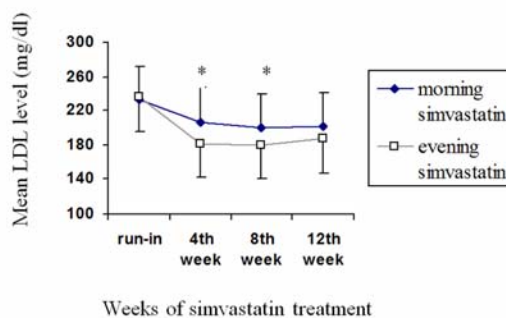 Mean LDL level (mg/dl)
300
260
220
180
140
100
* *
run-in 4th week 8th week 12th week
Weeks of simvastatin treatment
morning simvastatin
evening simvastatin